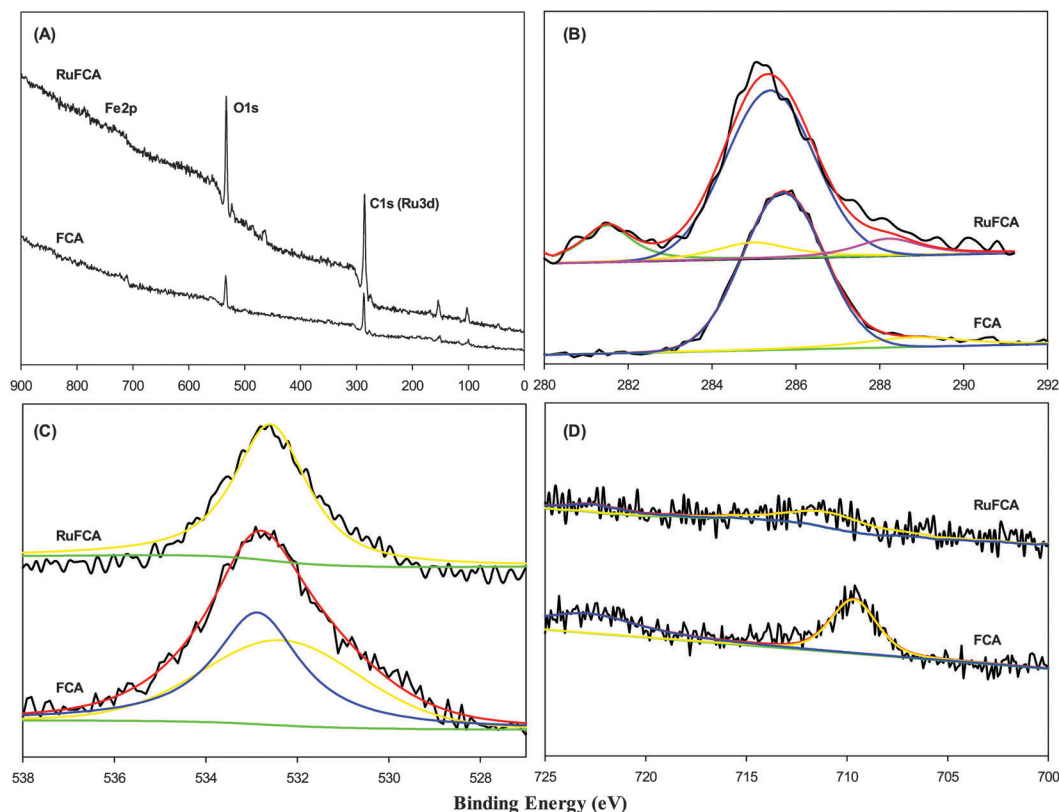 (A)
RuFCA
Fe2p
O1s
C1s (Ru3d)
FCA
900 800 700 600 500 400 300 200 100 0
(B)
RuFCA
FCA
280 282 284 286 288 290 292
(C)
RuFCA
FCA
538 536 534 532 530 528
(D)
RuFCA
FCA
725 720 715 710 705 700
Binding Energy (eV)